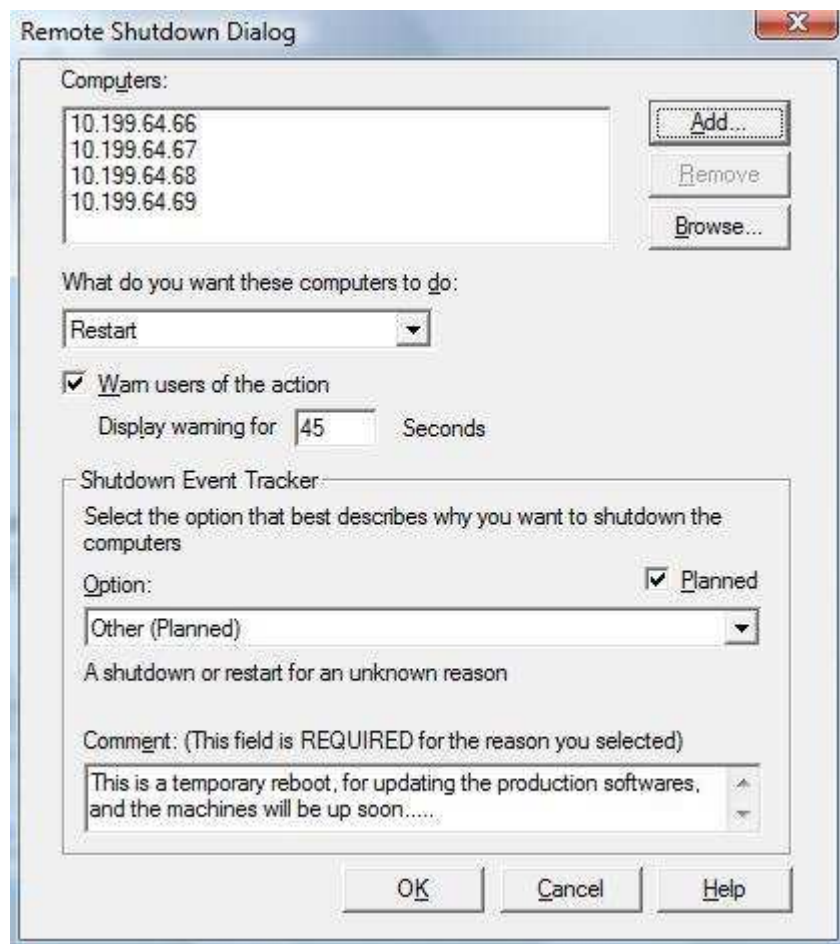 Remote Shutdown Dialog
Computers:
10.199.64.66
10.199.64.67
10.199.64.68
10.199.64.69
Add...
Remove
Browse...
What do you want these computers to do:
Restart
Warn users of the action
Display warning for 45 Seconds
Shutdown Event Tracker
Select the option that best describes why you want to shutdown the
computers
Option:
Planned
Other (Planned)
A shutdown or restart for an unknown reason
Comment: (This field is REQUIRED for the reason you selected)
This is a temporary reboot, for updating the production softwares,
and the machines will be up soon.....
OK Cancel Help